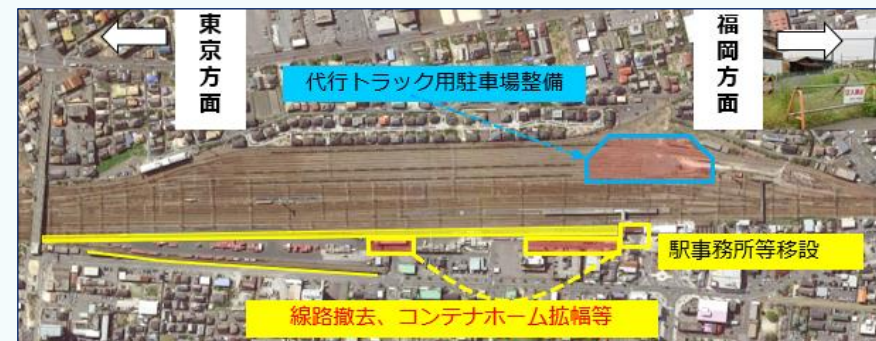 東京方面
福岡方面
代行トラック用駐車場整備
駅事務所等移設
線路撤去、コンテナホーム拡幅等